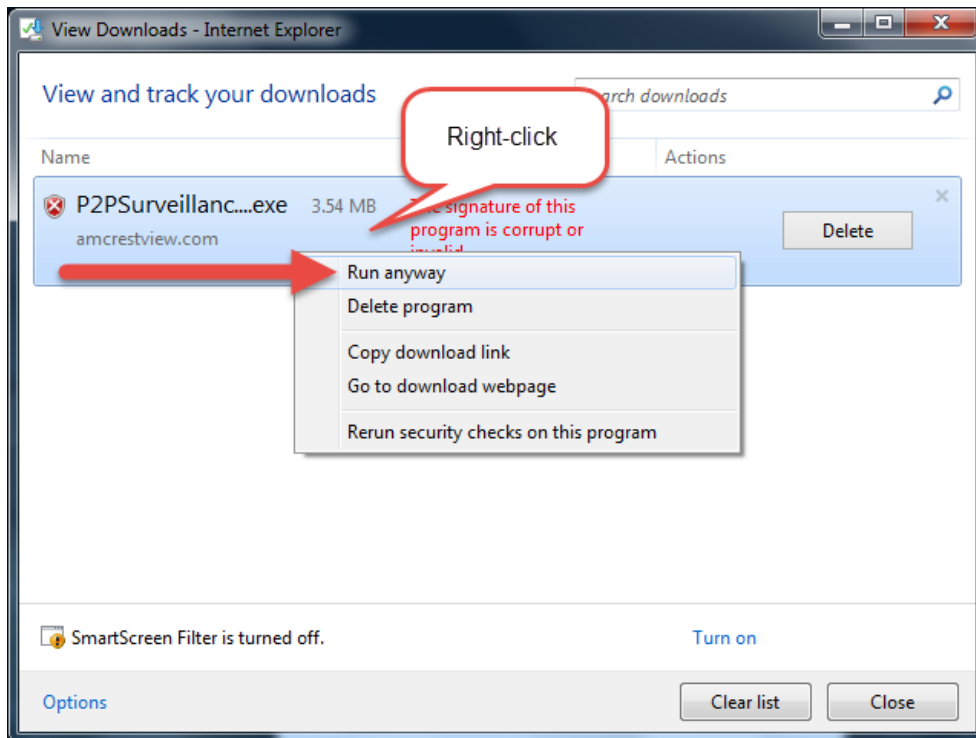 View Downloads - Internet Explorer
View and track your downloads
arch downloads
Right-click
Name
Actions
P2PSurveillanc....exe 3.54 MB
signature of this
program is corrupt or
invalid
amcrestview.com
Delete
Run anyway
Delete program
Copy download link
Go to download webpage
Rerun security checks on this program
SmartScreen Filter is turned off.
Turn on
Options
Clear list
Close